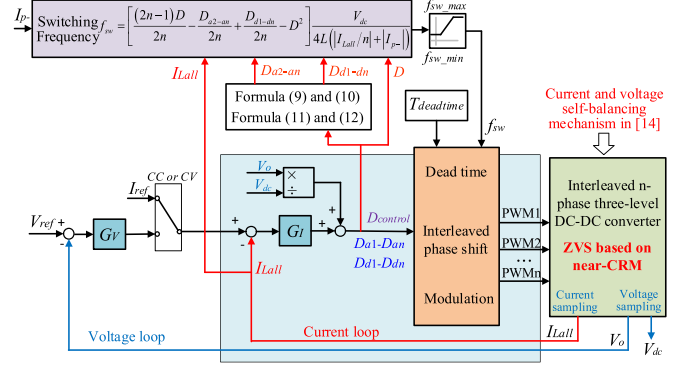 I_p-
Switching
Frequency
f_sw = [ (2n−1)D / 2n − D_a2-an / 2n + D_d1-dn / 2n − D² ] V_dc / 4L(|I_Lall/n|+|I_p-|)
f_sw_max
f_sw_min
I_Lall
D_a2-an
D_d1-dn
D
Formula (9) and (10)
Formula (11) and (12)
T_deadtime
f_sw
Current and voltage
self-balancing
mechanism in [14]
CC or CV
I_ref
V_ref
+
-
G_V
V_o
V_dc
×
÷
+
-
G_I
+
+
D_control
D_a1-D_an
D_d1-D_dn
I_Lall
Dead time
Interleaved
phase shift
Modulation
PWM1
PWM2
...
PWMn
Interleaved n-
phase three-level
DC-DC converter
ZVS based on
near-CRM
Current
sampling
Voltage
sampling
Voltage loop
Current loop
I_Lall
V_o
V_dc